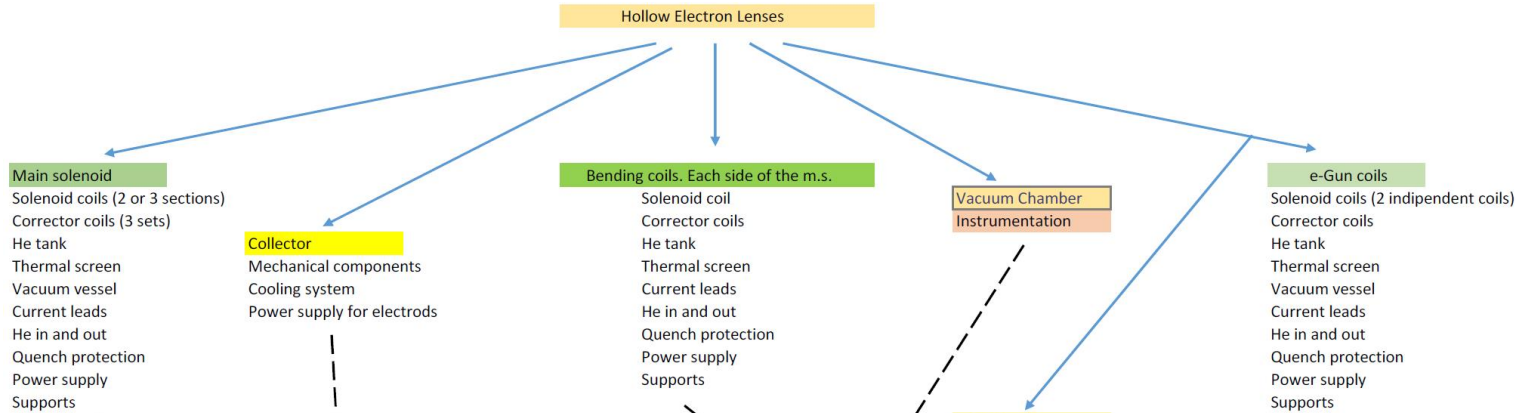 Hollow Electron Lenses
Main solenoid
Solenoid coils (2 or 3 sections)
Corrector coils (3 sets)
He tank
Thermal screen
Vacuum vessel
Current leads
He in and out
Quench protection
Power supply
Supports
Collector
Mechanical components
Cooling system
Power supply for electrods
Bending coils. Each side of the m.s.
Solenoid coil
Corrector coils
He tank
Thermal screen
Current leads
He in and out
Quench protection
Power supply
Supports
Vacuum Chamber
Instrumentation
e-Gun coils
Solenoid coils (2 indipendent coils)
Corrector coils
He tank
Thermal screen
Vacuum vessel
Current leads
He in and out
Quench protection
Power supply
Supports